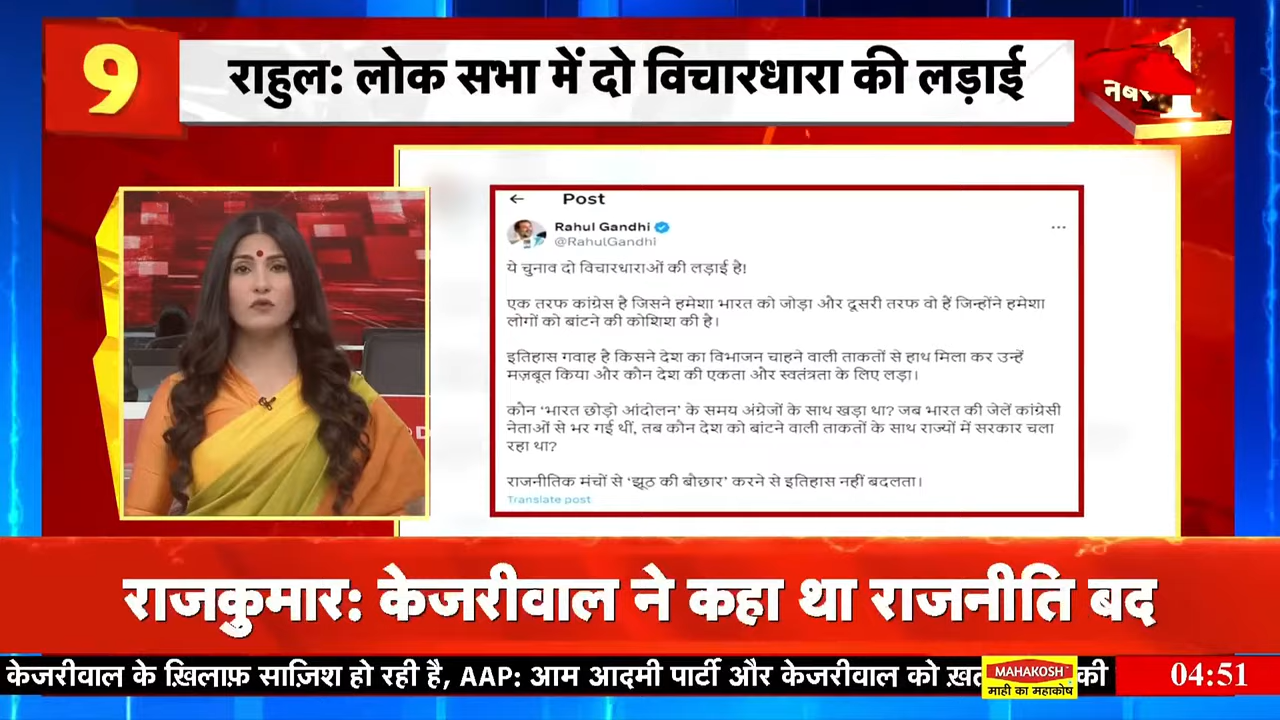 9
राहुल: लोक सभा में दो विचारधारा की लड़ाई
1
Post
Rahul Gandhi
@RahulGandhi
ये चुनाव दो विचारधाराओं की लड़ाई है!
एक तरफ कांग्रेस है जिसने हमेशा भारत को जोड़ा और दूसरी तरफ वो हैं जिन्होंने हमेशा
लोगों को बांटने की कोशिश की है।
इतिहास गवाह है किसने देश का विभाजन चाहने वाली ताकतों से हाथ मिला कर उन्हें
मज़बूत किया और कौन देश की एकता और स्वतंत्रता के लिए लड़ा।
कौन 'भारत छोड़ो आंदोलन' के समय अंग्रेजों के साथ खड़ा था? जब भारत की जेलें कांग्रेसी
नेताओं से भर गई थीं, तब कौन देश को बांटने वाली ताकतों के साथ राज्यों में सरकार चला
रहा था?
राजनीतिक मंचों से 'झूठ की बौछार' करने से इतिहास नहीं बदलता।
Translate post
राजकुमार: केजरीवाल ने कहा था राजनीति बद
केजरीवाल के ख़िलाफ़ साज़िश हो रही है, AAP: आम आदमी पार्टी और केजरीवाल को की
MAHAKOSH
माही का महाकोष
04:51